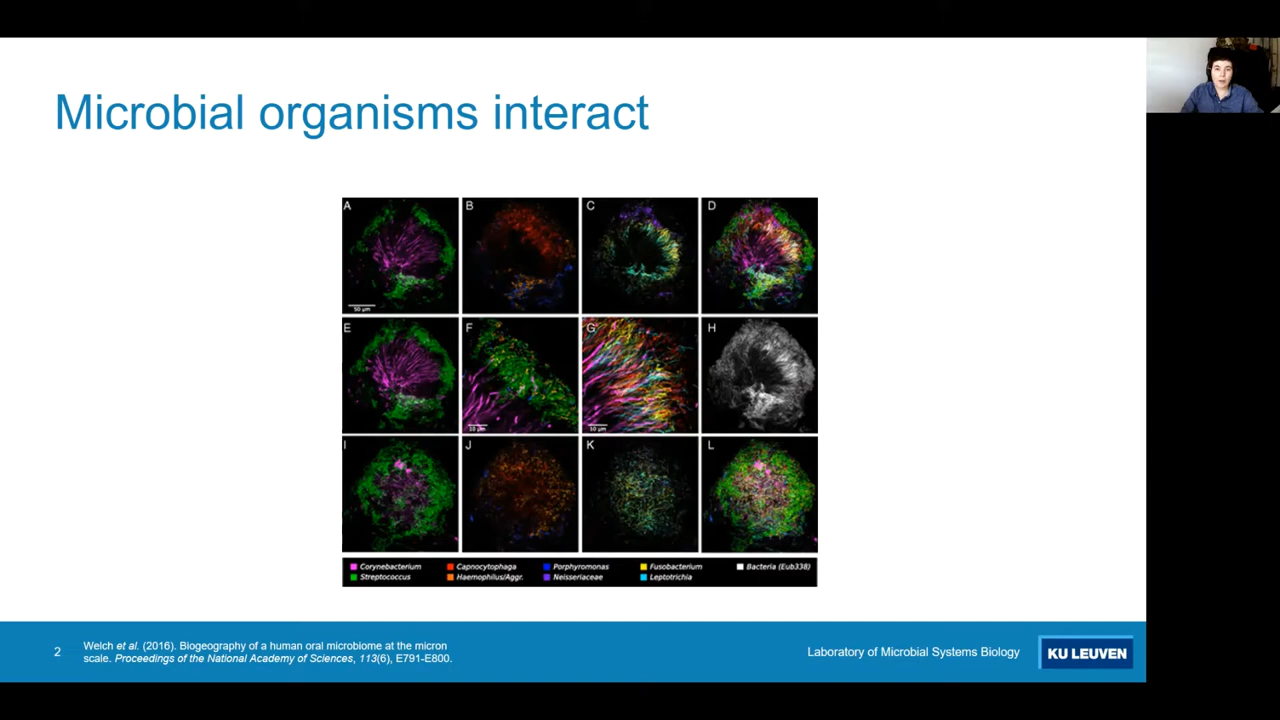 Microbial organisms interact
A
B
C
D
50 µm
E
F
G
H
10 µm
10 µm
I
J
K
L
Corynebacterium
Capnocytophaga
Porphyromonas
Fusobacterium
Bacteria (Eub338)
Streptococcus
Haemophilus/Aggr.
Neisseriaceae
Leptotrichia
2
Welch et al. (2016). Biogeography of a human oral microbiome at the micron
scale. Proceedings of the National Academy of Sciences, 113(6), E791-E800.
Laboratory of Microbial Systems Biology
KU LEUVEN